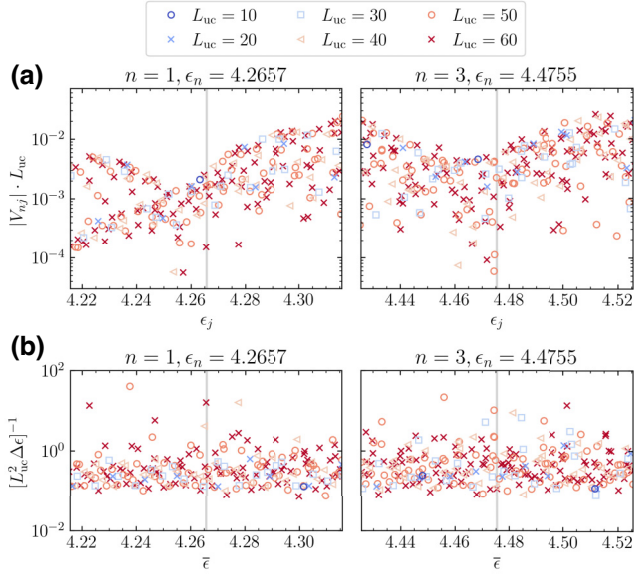 L_uc = 10 L_uc = 30 L_uc = 50
L_uc = 20 L_uc = 40 L_uc = 60
(a)
n = 1, ϵ_n = 4.2657 n = 3, ϵ_n = 4.4755
|V_nj| · L_uc
10^−2
10^−3
10^−4
4.22 4.24 4.26 4.28 4.30 4.44 4.46 4.48 4.50 4.52
ϵ_j ϵ_j
(b)
n = 1, ϵ_n = 4.2657 n = 3, ϵ_n = 4.4755
[L_uc^2 Δϵ]^−1
10^2
10^0
10^−2
4.22 4.24 4.26 4.28 4.30 4.44 4.46 4.48 4.50 4.52
ϵ̅ ϵ̅